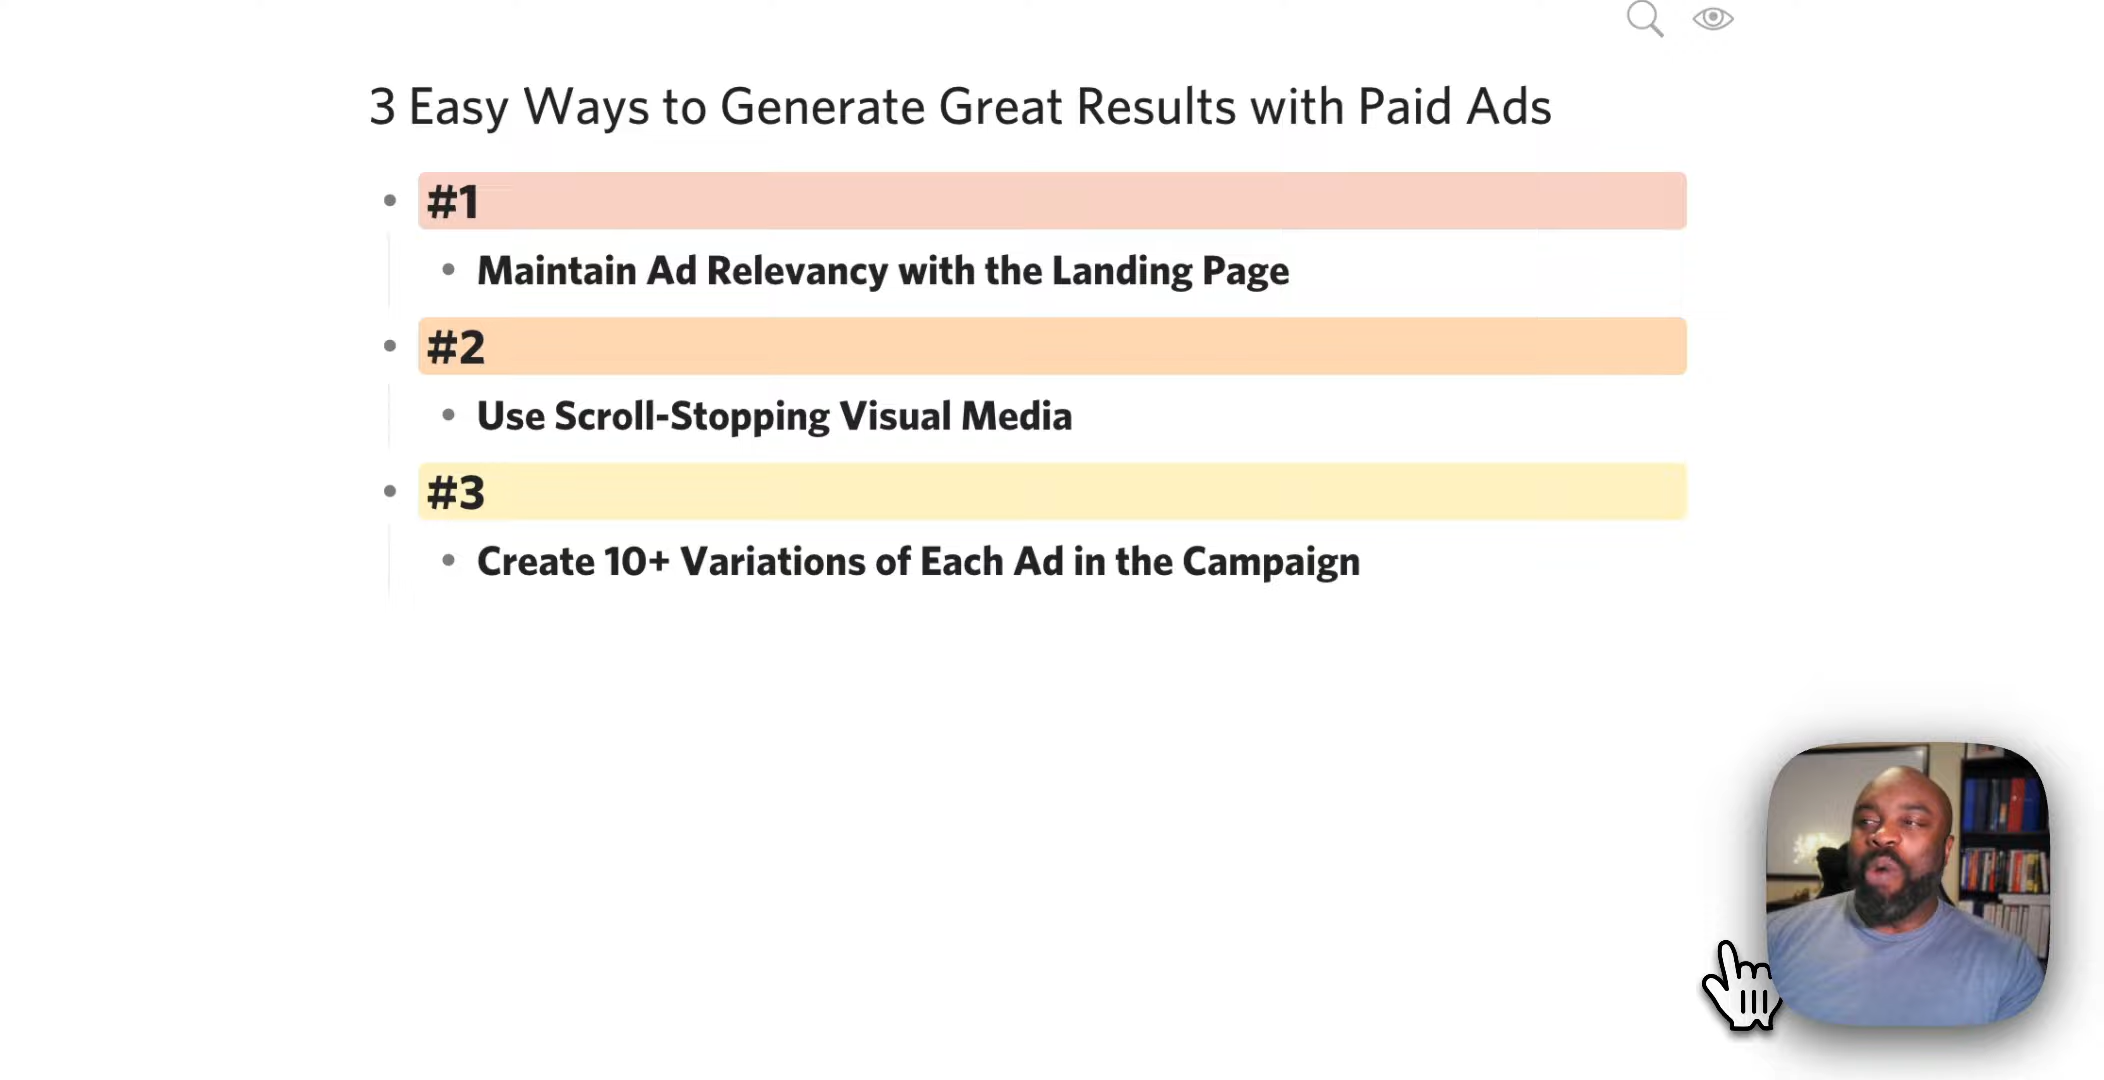 3 Easy Ways to Generate Great Results with Paid Ads
#1
Maintain Ad Relevancy with the Landing Page
#2
Use Scroll-Stopping Visual Media
#3
Create 10+ Variations of Each Ad in the Campaign